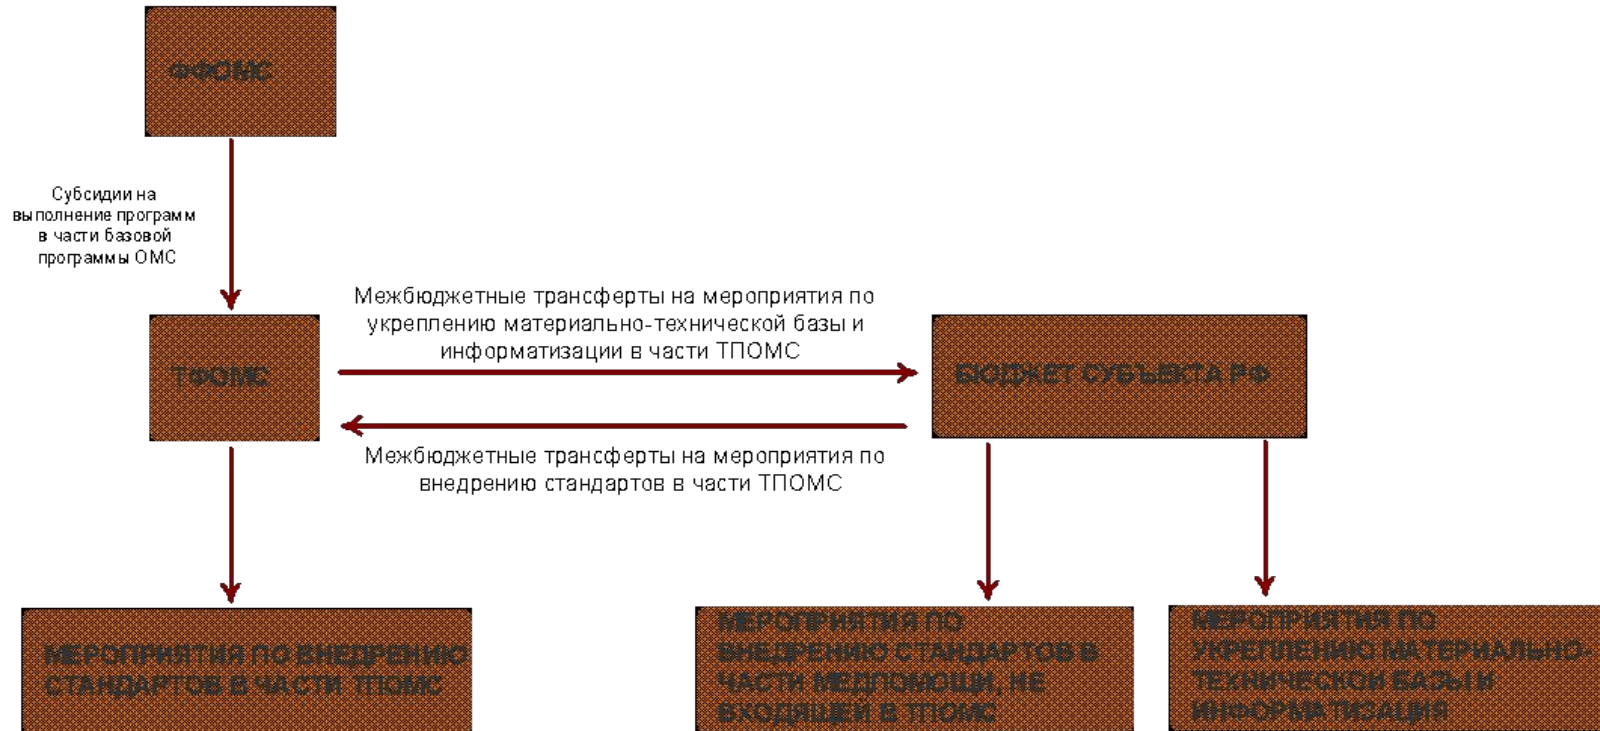 ФФОМС
Субсидии на
выполнение программ
в части базовой
программы ОМС
Межбюджетные трансферты на мероприятия по
укреплению материально-технической базы и
информатизации в части ТПОМС
ТФОМС
БЮДЖЕТ СУБЪЕКТА РФ
Межбюджетные трансферты на мероприятия по
внедрению стандартов в части ТПОМС
МЕРОПРИЯТИЯ ПО ВНЕДРЕНИЮ
СТАНДАРТОВ В ЧАСТИ ТПОМС
МЕРОПРИЯТИЯ ПО
ВНЕДРЕНИЮ СТАНДАРТОВ В
ЧАСТИ МЕДПОМОЩИ, НЕ
ВХОДЯЩЕЙ В ТПОМС
МЕРОПРИЯТИЯ ПО
УКРЕПЛЕНИЮ МАТЕРИАЛЬНО-
ТЕХНИЧЕСКОЙ БАЗЫ И
ИНФОРМАТИЗАЦИЯ